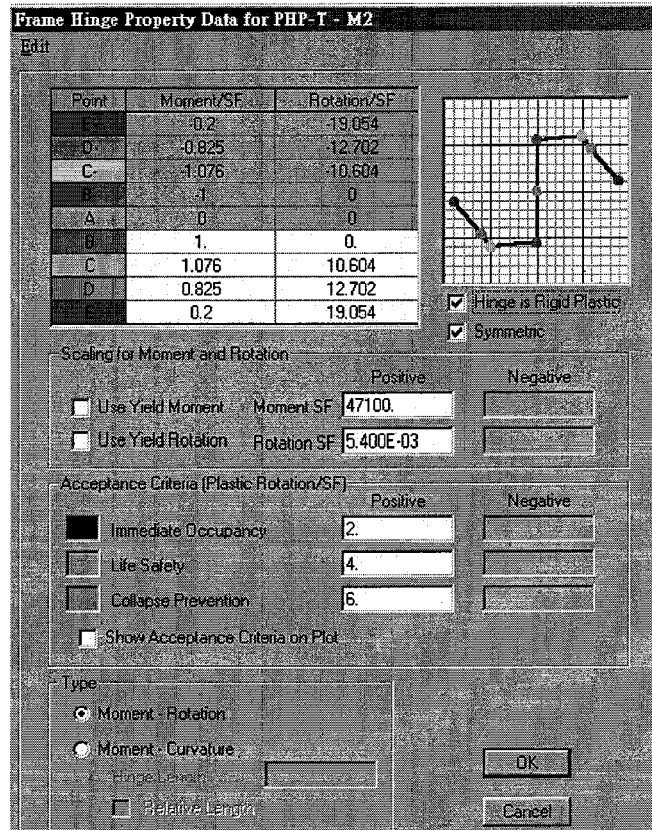 Frame Hinge Property Data for PHP-T - M2
Edit
Point Moment/SF Rotation/SF
E- -0.2 -19.054
D- -0.825 -12.702
C- -1.076 -10.604
B- -1 0
A 0 0
B 1. 0.
C 1.076 10.604
D 0.825 12.702
E 0.2 19.054
Hinge is Rigid Plastic
Symmetric
Scaling for Moment and Rotation
Positive Negative
Use Yield Moment Moment SF 47100.
Use Yield Rotation Rotation SF 5.400E-03
Acceptance Criteria (Plastic Rotation/SF)
Positive Negative
Immediate Occupancy 2.
Life Safety 4.
Collapse Prevention 6.
Show Acceptance Criteria on Plot
Type
Moment - Rotation
Moment - Curvature
Hinge Length
Relative Length
OK
Cancel